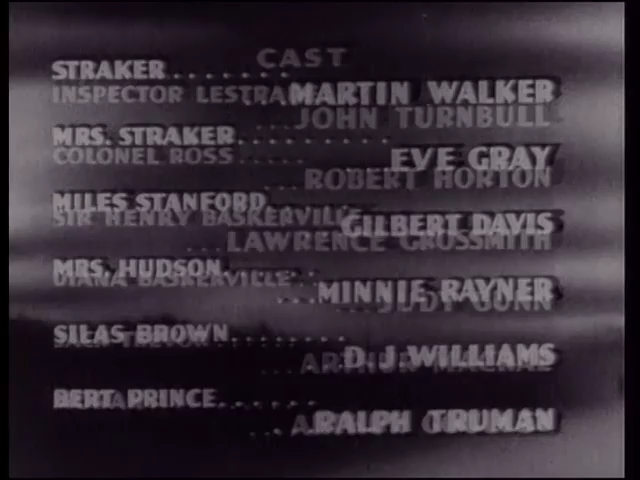 CAST
STRAKER.......
INSPECTOR LESTRA
MARTIN WALKER
...JOHN TURNBULL
MRS. STRAKER..........
COLONEL ROSS .....
EVE GRAY
...ROBERT HORTON
MILES STANFORD
SIR HENRY BASKERVILLE
GILBERT DAVIS
...LAWRENCE GROSSMITH
MRS. HUDSON.......
DIANA BASKERVILLE
MINNIE RAYNER
...JUDY GUNN
SILAS BROWN........
D. J. WILLIAMS
BERT PRINCE......
RALPH TRUMAN